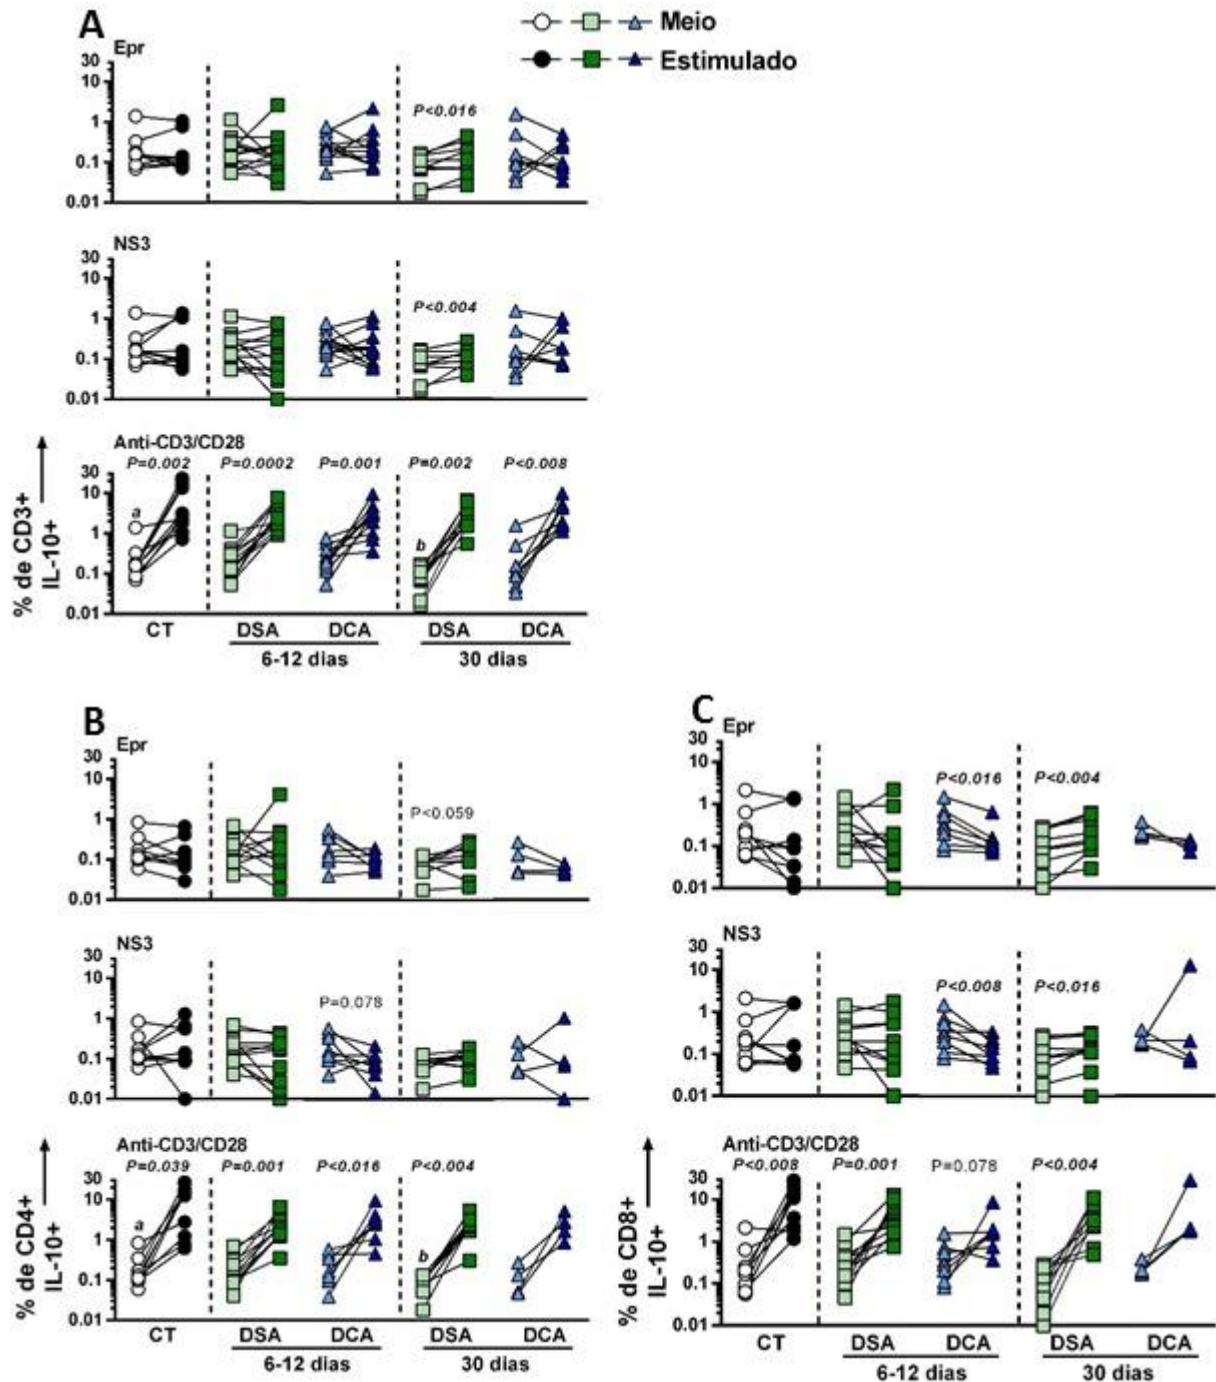 A
Meio
Estimulado
Epr
30
10
1
0.1
0.01
P<0.016
NS3
30
10
1
0.1
0.01
P<0.004
Anti-CD3/CD28
P=0.002 P=0.0002 P=0.001 P=0.002 P<0.008
30
10
1
0.1
0.01
a
b
% de CD3+
IL-10+
CT DSA DCA DSA DCA
6-12 dias 30 dias
B
Epr
30
10
1
0.1
0.01
P<0.059
NS3
30
10
1
0.1
0.01
P=0.078
Anti-CD3/CD28
P=0.039 P=0.001 P<0.016 P<0.004
30
10
1
0.1
0.01
a
b
% de CD4+
IL-10+
CT DSA DCA DSA DCA
6-12 dias 30 dias
C
Epr
30
10
1
0.1
0.01
P<0.016 P<0.004
NS3
30
10
1
0.1
0.01
P<0.008 P<0.016
Anti-CD3/CD28
P<0.008 P=0.001 P=0.078 P<0.004
30
10
1
0.1
0.01
% de CD8+
IL-10+
CT DSA DCA DSA DCA
6-12 dias 30 dias